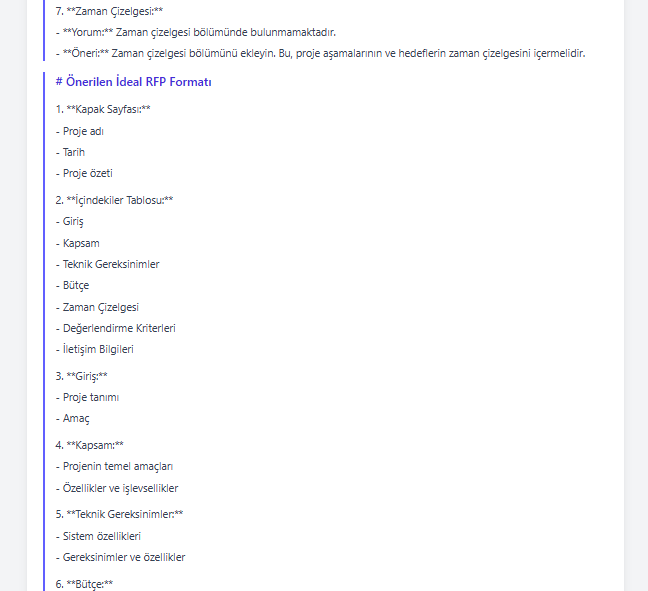 7. **Zaman Çizelgesi:**
- **Yorum:** Zaman çizelgesi bölümünde bulunmamaktadır.
- **Öneri:** Zaman çizelgesi bölümünü ekleyin. Bu, proje aşamalarının ve hedeflerin zaman çizelgesini içermelidir.
# Önerilen İdeal RFP Formatı
1. **Kapak Sayfası:**
- Proje adı
- Tarih
- Proje özeti
2. **İçindekiler Tablosu:**
- Giriş
- Kapsam
- Teknik Gereksinimler
- Bütçe
- Zaman Çizelgesi
- Değerlendirme Kriterleri
- İletişim Bilgileri
3. **Giriş:**
- Proje tanımı
- Amaç
4. **Kapsam:**
- Projenin temel amaçları
- Özellikler ve işlevsellikler
5. **Teknik Gereksinimler:**
- Sistem özellikleri
- Gereksinimler ve özellikler
6. **Bütçe:**